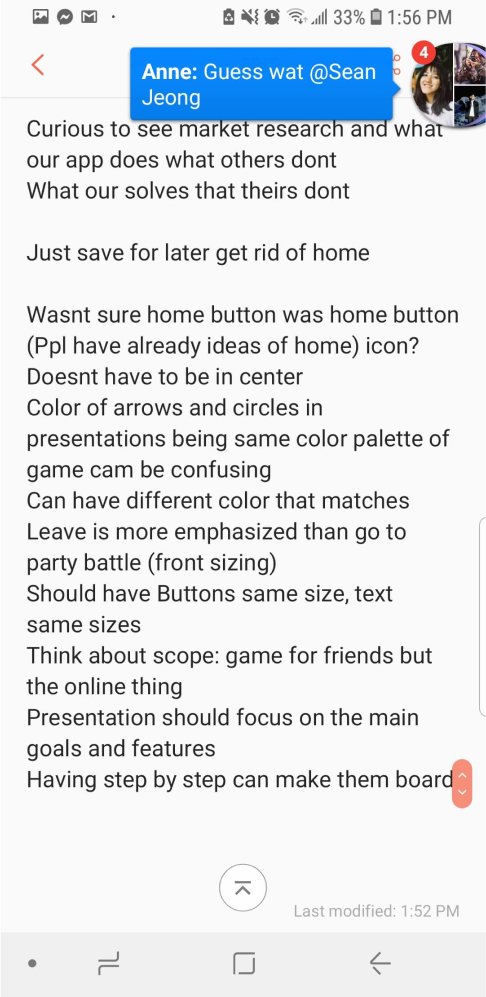 33% 1:56 PM
4
Anne: Guess wat @Sean
Jeong
Curious to see market research and what
our app does what others dont
What our solves that theirs dont
Just save for later get rid of home
Wasnt sure home button was home button
(Ppl have already ideas of home) icon?
Doesnt have to be in center
Color of arrows and circles in
presentations being same color palette of
game cam be confusing
Can have different color that matches
Leave is more emphasized than go to
party battle (front sizing)
Should have Buttons same size, text
same sizes
Think about scope: game for friends but
the online thing
Presentation should focus on the main
goals and features
Having step by step can make them board
Last modified: 1:52 PM